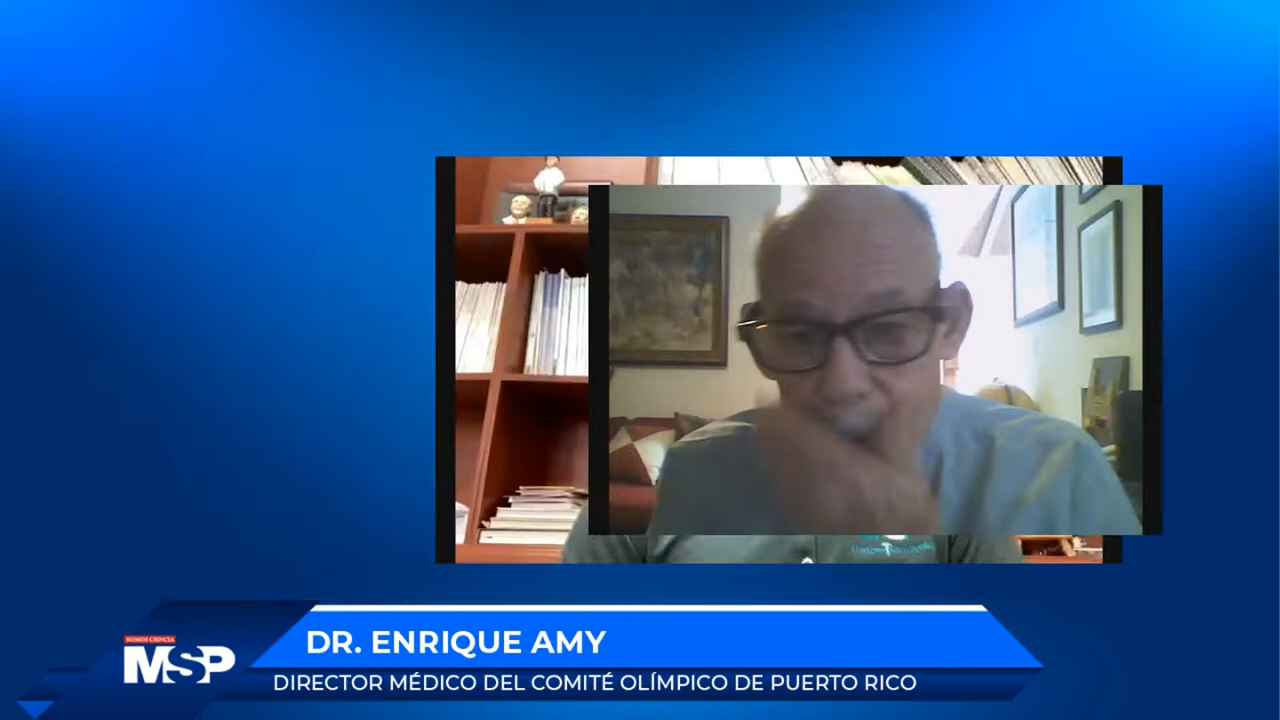 SOMOS CIENCIA
MSP
DR. ENRIQUE AMY
DIRECTOR MÉDICO DEL COMITÉ OLÍMPICO DE PUERTO RICO